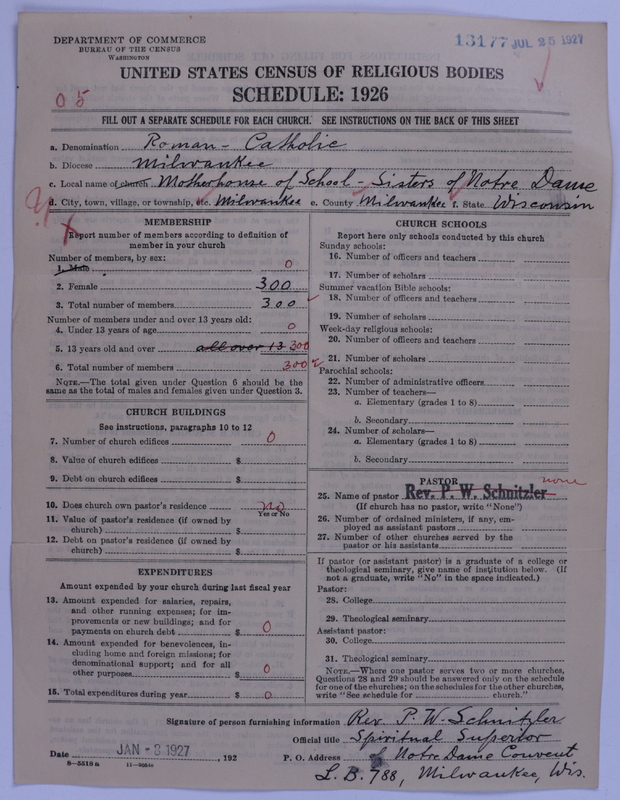 DEPARTMENT OF COMMERCE
BUREAU OF THE CENSUS
WASHINGTON
13177 JUL 25 1927
UNITED STATES CENSUS OF RELIGIOUS BODIES
SCHEDULE: 1926
0 5
FILL OUT A SEPARATE SCHEDULE FOR EACH CHURCH. SEE INSTRUCTIONS ON THE BACK OF THIS SHEET
a. Denomination Roman - Catholic
b. Diocese Milwaukee
c. Local name of church Motherhouse of School - Sisters of Notre Dame
d. City, town, village, or township, etc. Milwaukee e. County Milwaukee f. State Wisconsin
MEMBERSHIP
Report number of members according to definition of member in your church
Number of members, by sex:
1. Male 0
2. Female 300
3. Total number of members 300
Number of members under and over 13 years old:
4. Under 13 years of age 0
5. 13 years old and over all over 13 300
6. Total number of members 300
NOTE.—The total given under Question 6 should be the same as the total of males and females given under Question 3.
CHURCH BUILDINGS
See instructions, paragraphs 10 to 12
7. Number of church edifices 0
8. Value of church edifices $
9. Debt on church edifices $
10. Does church own pastor's residence no
Yes or No
11. Value of pastor's residence (if owned by church) $
12. Debt on pastor's residence (if owned by church) $
EXPENDITURES
Amount expended by your church during last fiscal year
13. Amount expended for salaries, repairs, and other running expenses; for improvements or new buildings; and for payments on church debt $ 0
14. Amount expended for benevolences, including home and foreign missions; for denominational support; and for all other purposes $ 0
15. Total expenditures during year $ 0
CHURCH SCHOOLS
Report here only schools conducted by this church
Sunday schools:
16. Number of officers and teachers
17. Number of scholars
Summer vacation Bible schools:
18. Number of officers and teachers
19. Number of scholars
Week-day religious schools:
20. Number of officers and teachers
21. Number of scholars
Parochial schools:
22. Number of administrative officers
23. Number of teachers—
a. Elementary (grades 1 to 8)
b. Secondary
24. Number of scholars—
a. Elementary (grades 1 to 8)
b. Secondary
PASTOR
25. Name of pastor Rev. P. W. Schnitzler none
(If church has no pastor, write "None")
26. Number of ordained ministers, if any, employed as assistant pastors
27. Number of other churches served by the pastor or his assistants
If pastor (or assistant pastor) is a graduate of a college or theological seminary, give name of institution below. (If not a graduate, write "No" in the space indicated.)
Pastor:
28. College
29. Theological seminary
Assistant pastor:
30. College
31. Theological seminary
NOTE.—Where one pastor serves two or more churches, Questions 28 and 29 should be answered only on the schedule for one of the churches; on the schedules for the other churches, write "See schedule for church."
Signature of person furnishing information Rev. P. W. Schnitzler
Official title Spiritual Superior
Date JAN - 3 1927, 192 P. O. Address Notre Dame Convent
L. B. 788, Milwaukee, Wis.